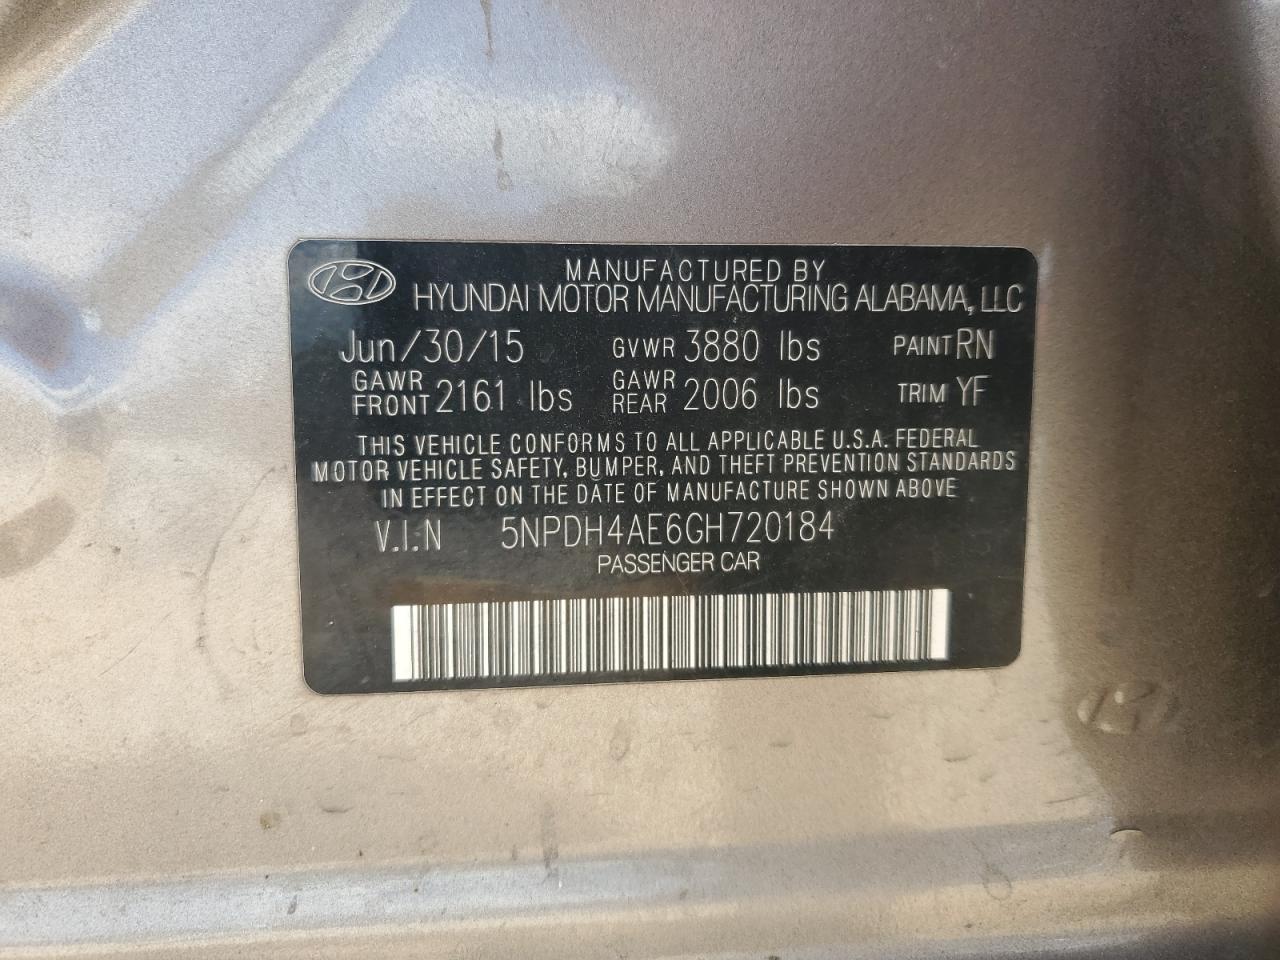 MANUFACTURED BY
HYUNDAI MOTOR MANUFACTURING ALABAMA, LLC
Jun/30/15 GVWR 3880 lbs PAINT RN
GAWR FRONT 2161 lbs GAWR REAR 2006 lbs TRIM YF
THIS VEHICLE CONFORMS TO ALL APPLICABLE U.S.A. FEDERAL
MOTOR VEHICLE SAFETY, BUMPER, AND THEFT PREVENTION STANDARDS
IN EFFECT ON THE DATE OF MANUFACTURE SHOWN ABOVE
V.I.N 5NPDH4AE6GH720184
PASSENGER CAR